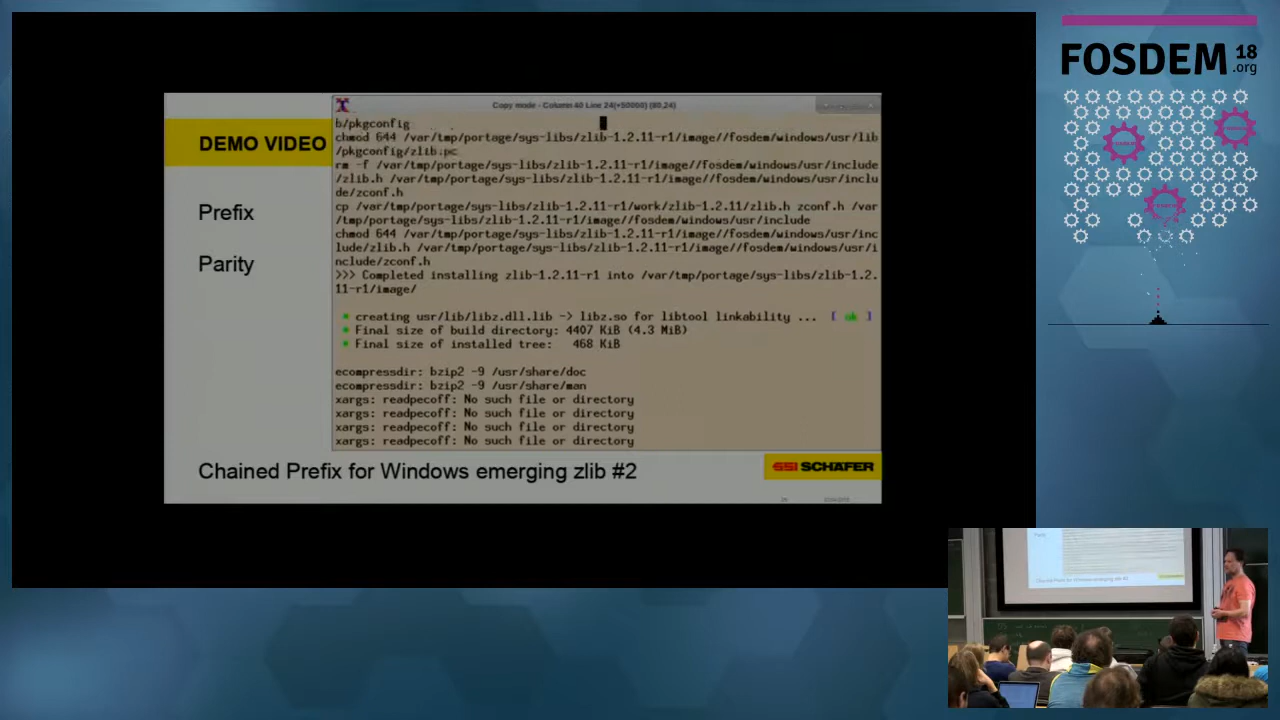 Copy mode - Column 40 Line 24(+50000) (80,24)
b/pkgconfig
chmod 644 /var/tmp/portage/sys-libs/zlib-1.2.11-r1/image//fosdem/windows/usr/lib
/pkgconfig/zlib.pc
rm -f /var/tmp/portage/sys-libs/zlib-1.2.11-r1/image//fosdem/windows/usr/include
/zlib.h /var/tmp/portage/sys-libs/zlib-1.2.11-r1/image//fosdem/windows/usr/inclu
de/zconf.h
cp /var/tmp/portage/sys-libs/zlib-1.2.11-r1/work/zlib-1.2.11/zlib.h zconf.h /var
/tmp/portage/sys-libs/zlib-1.2.11-r1/image//fosdem/windows/usr/include
chmod 644 /var/tmp/portage/sys-libs/zlib-1.2.11-r1/image//fosdem/windows/usr/inc
lude/zlib.h /var/tmp/portage/sys-libs/zlib-1.2.11-r1/image//fosdem/windows/usr/i
nclude/zconf.h
>>> Completed installing zlib-1.2.11-r1 into /var/tmp/portage/sys-libs/zlib-1.2.
11-r1/image/
* creating usr/lib/libz.dll.lib -> libz.so for libtool linkability ... [ ok ]
* Final size of build directory: 4407 KiB (4.3 MiB)
* Final size of installed tree: 468 KiB
ecompressdir: bzip2 -9 /usr/share/doc
ecompressdir: bzip2 -9 /usr/share/man
xargs: readpecoff: No such file or directory
xargs: readpecoff: No such file or directory
xargs: readpecoff: No such file or directory
xargs: readpecoff: No such file or directory
DEMO VIDEO
Prefix
Parity
Chained Prefix for Windows emerging zlib #2
SSI SCHÄFER
FOSDEM 18
.org
Parity
Chained Prefix for Windows emerging zlib #2